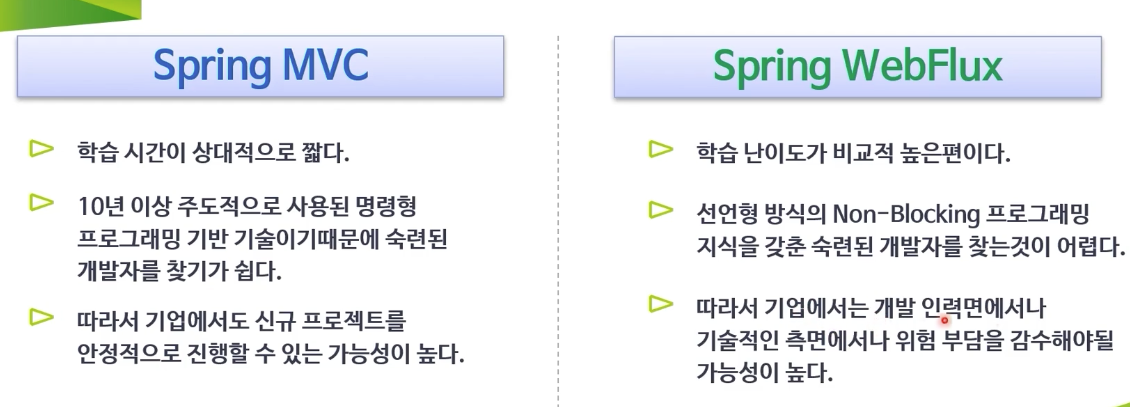 Spring MVC
학습 시간이 상대적으로 짧다.
10년 이상 주도적으로 사용된 명령형
프로그래밍 기반 기술이기때문에 숙련된
개발자를 찾기가 쉽다.
따라서 기업에서도 신규 프로젝트를
안정적으로 진행할 수 있는 가능성이 높다.
Spring WebFlux
학습 난이도가 비교적 높은편이다.
선언형 방식의 Non-Blocking 프로그래밍
지식을 갖춘 숙련된 개발자를 찾는것이 어렵다.
따라서 기업에서는 개발 인력면에서나
기술적인 측면에서나 위험 부담을 감수해야될
가능성이 높다.